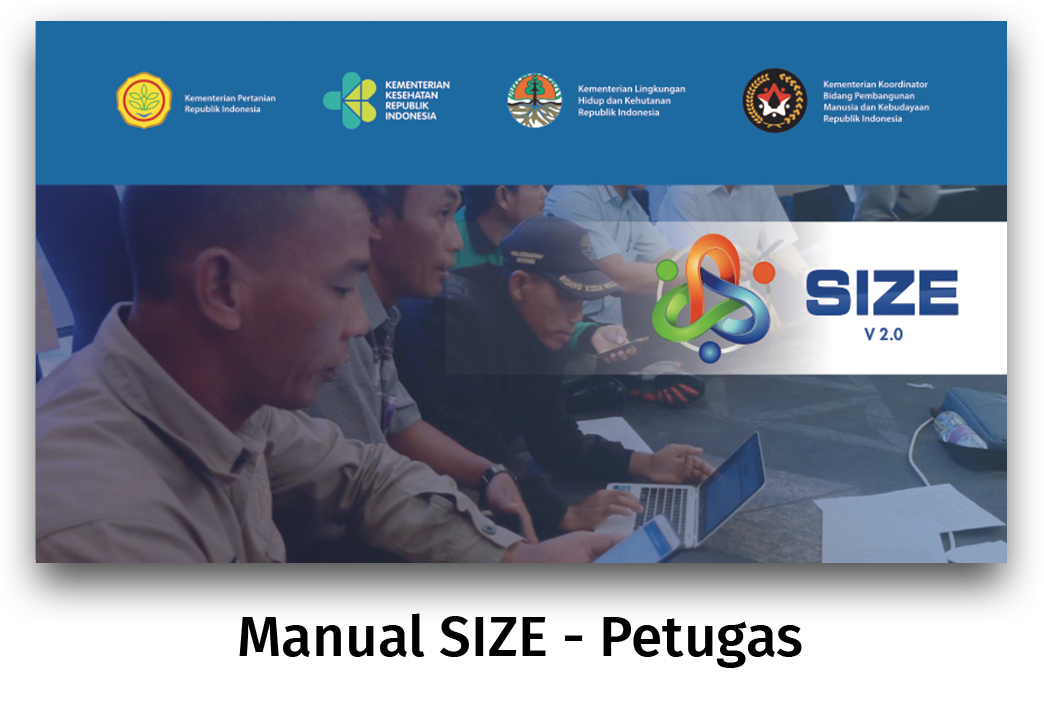 Kementerian Pertanian
Republik Indonesia
KEMENTERIAN
KESEHATAN
REPUBLIK
INDONESIA
Kementerian Lingkungan
Hidup dan Kehutanan
Republik Indonesia
Kementerian Koordinator
Bidang Pembangunan
Manusia dan Kebudayaan
Republik Indonesia
SIZE
V 2.0
Manual SIZE - Petugas